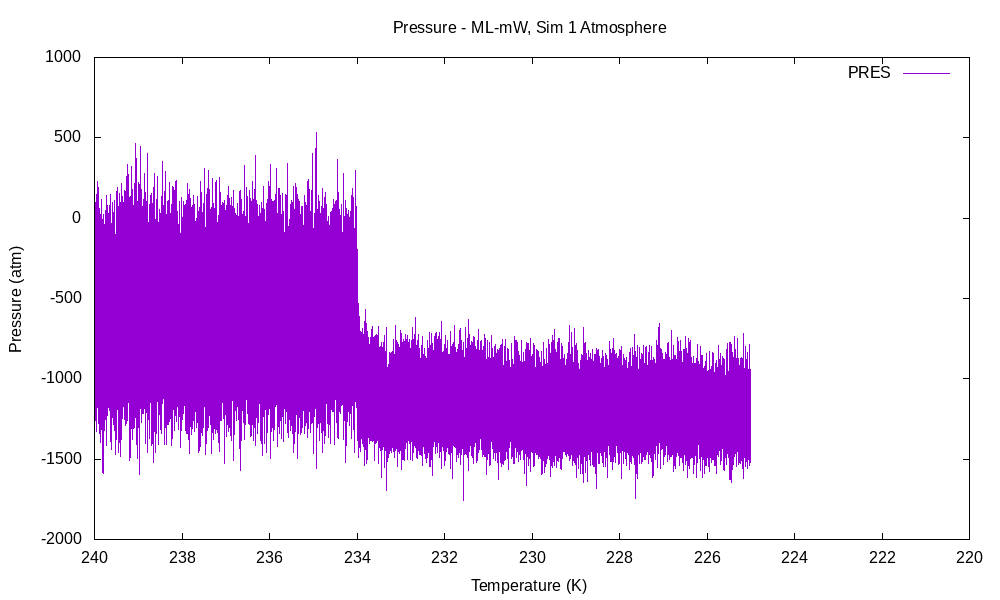 Pressure - ML-mW, Sim 1 Atmosphere
PRES
1000
500
0
-500
-1000
-1500
-2000
Pressure (atm)
240 238 236 234 232 230 228 226 224 222 220
Temperature (K)